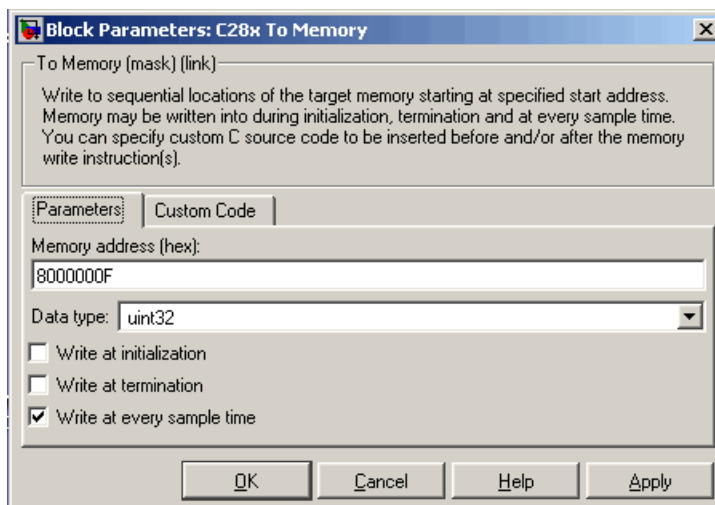 Block Parameters: C28x To Memory
To Memory (mask) (link)
Write to sequential locations of the target memory starting at specified start address.
Memory may be written into during initialization, termination and at every sample time.
You can specify custom C source code to be inserted before and/or after the memory
write instruction(s).
Parameters Custom Code
Memory address (hex):
8000000F
Data type: uint32
Write at initialization
Write at termination
Write at every sample time
OK Cancel Help Apply